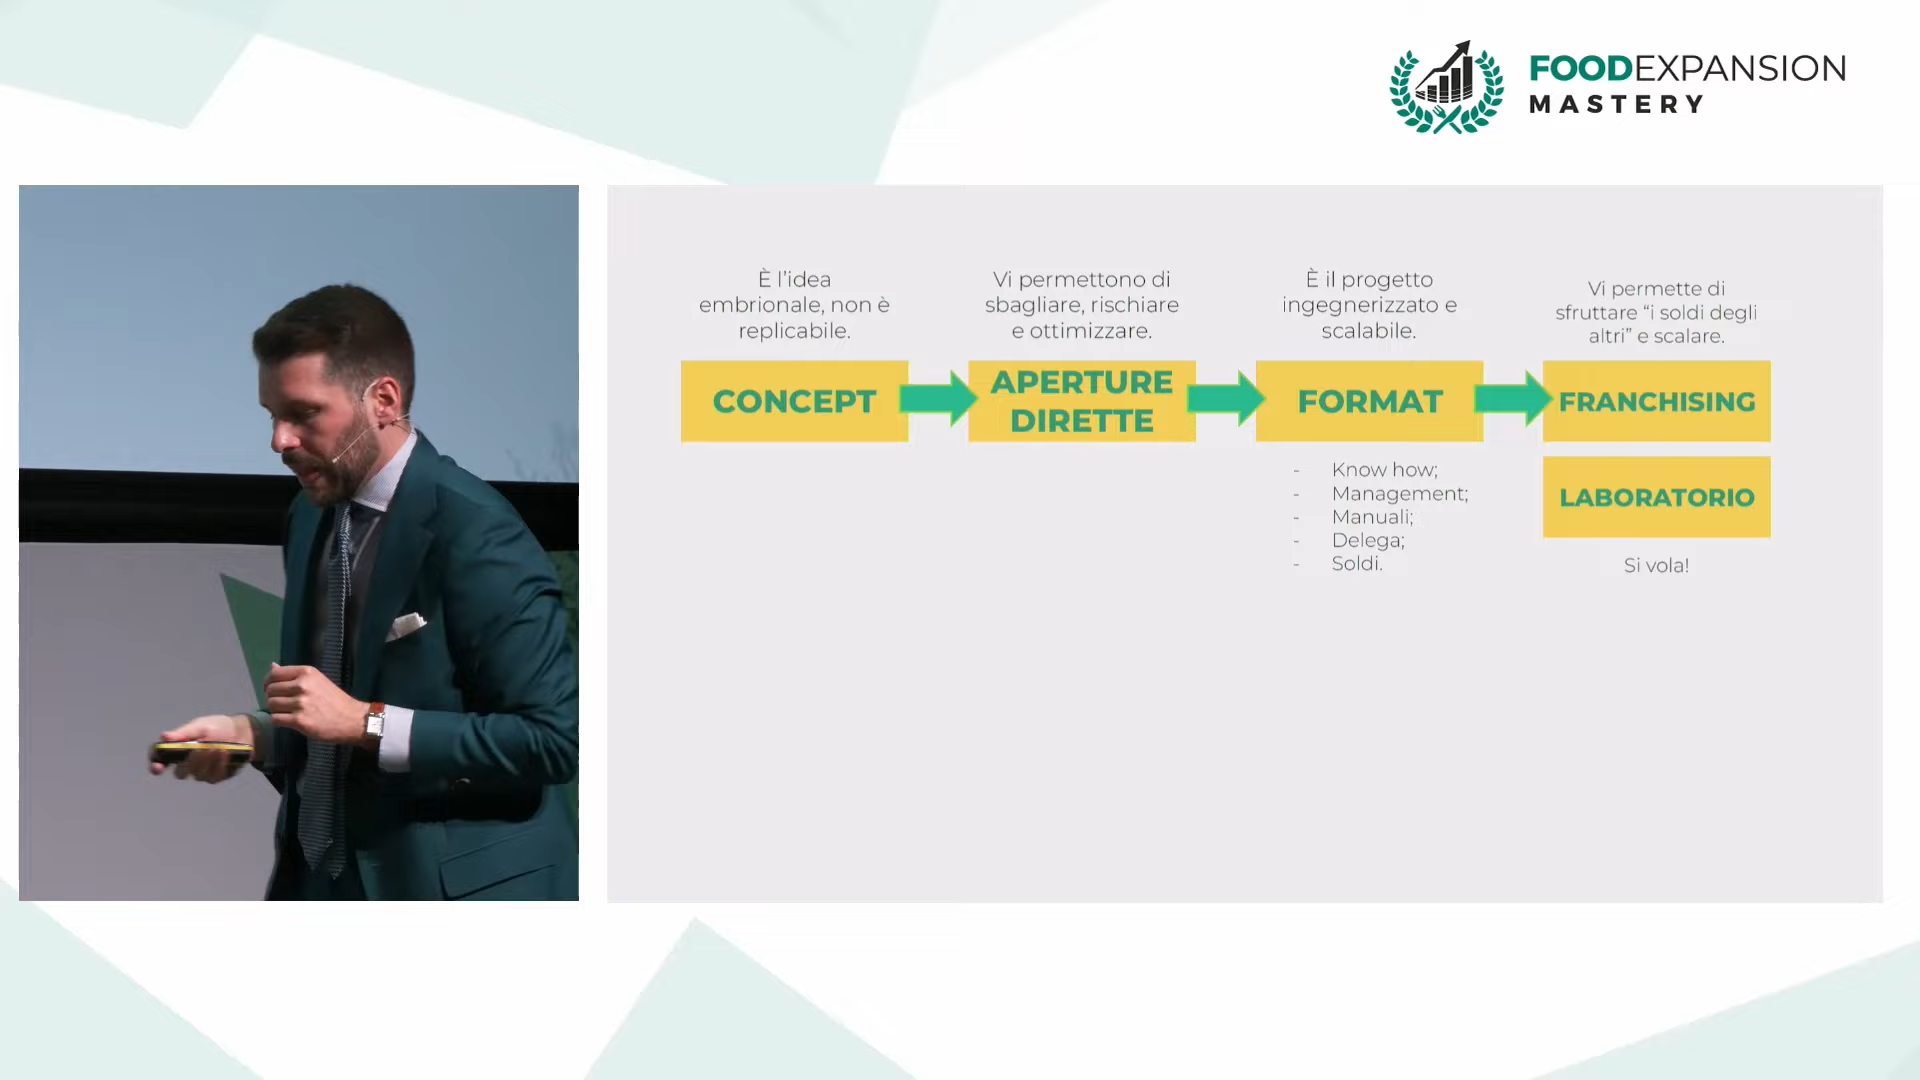 FOODEXPANSION
MASTERY
È l’idea
embrionale, non è
replicabile.
CONCEPT
Vi permettono di
sbagliare, rischiare
e ottimizzare.
APERTURE
DIRETTE
È il progetto
ingegnerizzato e
scalabile.
FORMAT
- Know how;
- Management;
- Manuali;
- Delega;
- Soldi.
Vi permette di
sfruttare “i soldi degli
altri” e scalare.
FRANCHISING
LABORATORIO
Si vola!